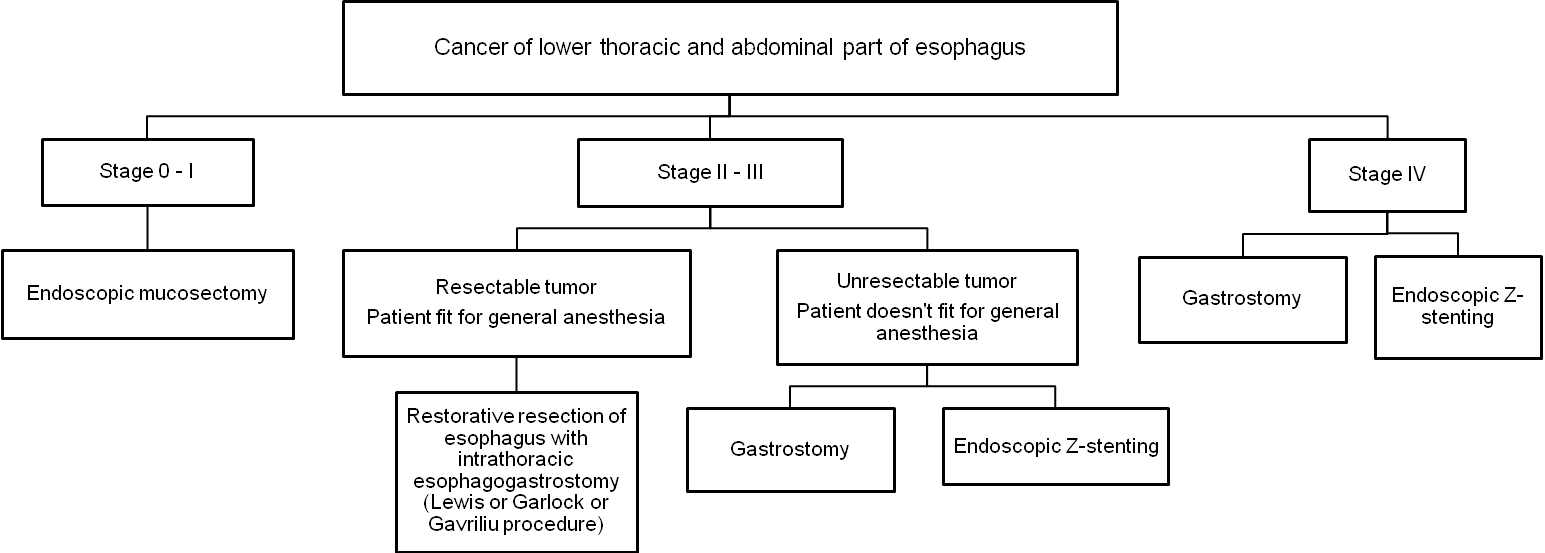 Cancer of lower thoracic and abdominal part of esophagus
Stage 0 - I
Stage II - III
Stage IV
Endoscopic mucosectomy
Resectable tumor
Patient fit for general anesthesia
Unresectable tumor
Patient doesn't fit for general
anesthesia
Gastrostomy
Endoscopic Z-
stenting
Restorative resection of
esophagus with
intrathoracic
esophagogastrostomy
(Lewis or Garlock or
Gavriliu procedure)
Gastrostomy
Endoscopic Z-stenting